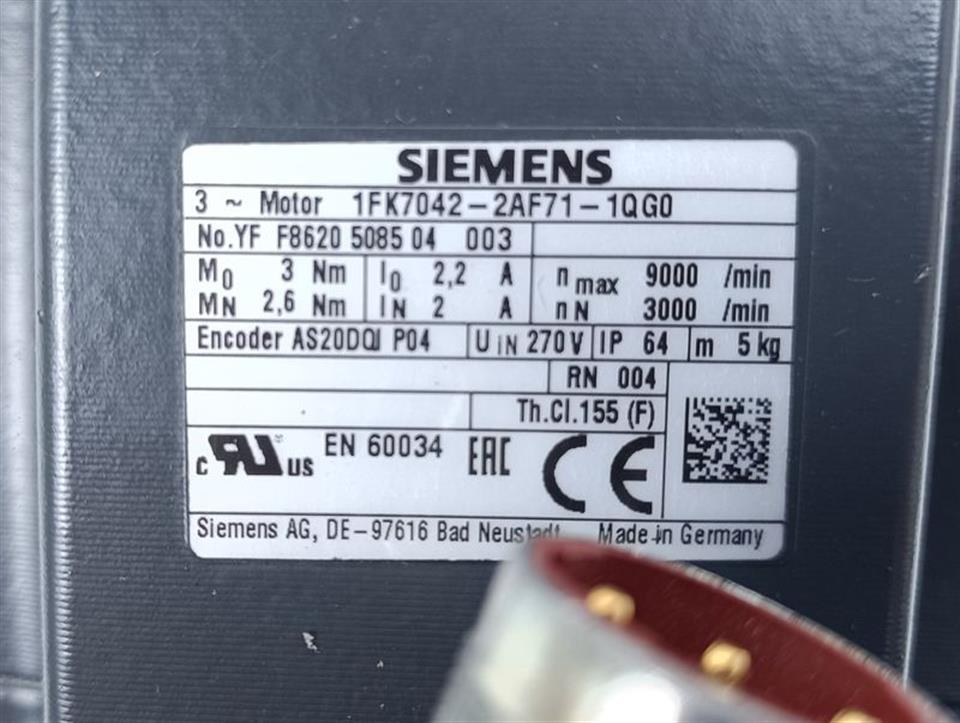 SIEMENS
3 ~ Motor 1FK7042-2AF71-1QG0
No.YF F8620 5085 04 003
M0 3 Nm I0 2,2 A n max 9000 /min
MN 2,6 Nm IN 2 A n N 3000 /min
Encoder AS20DQI P04 UIN 270 V IP 64 m 5 kg
RN 004
Th.Cl.155 (F)
c RU us EN 60034 EAC CE
Siemens AG, DE-97616 Bad Neustadt Made in Germany